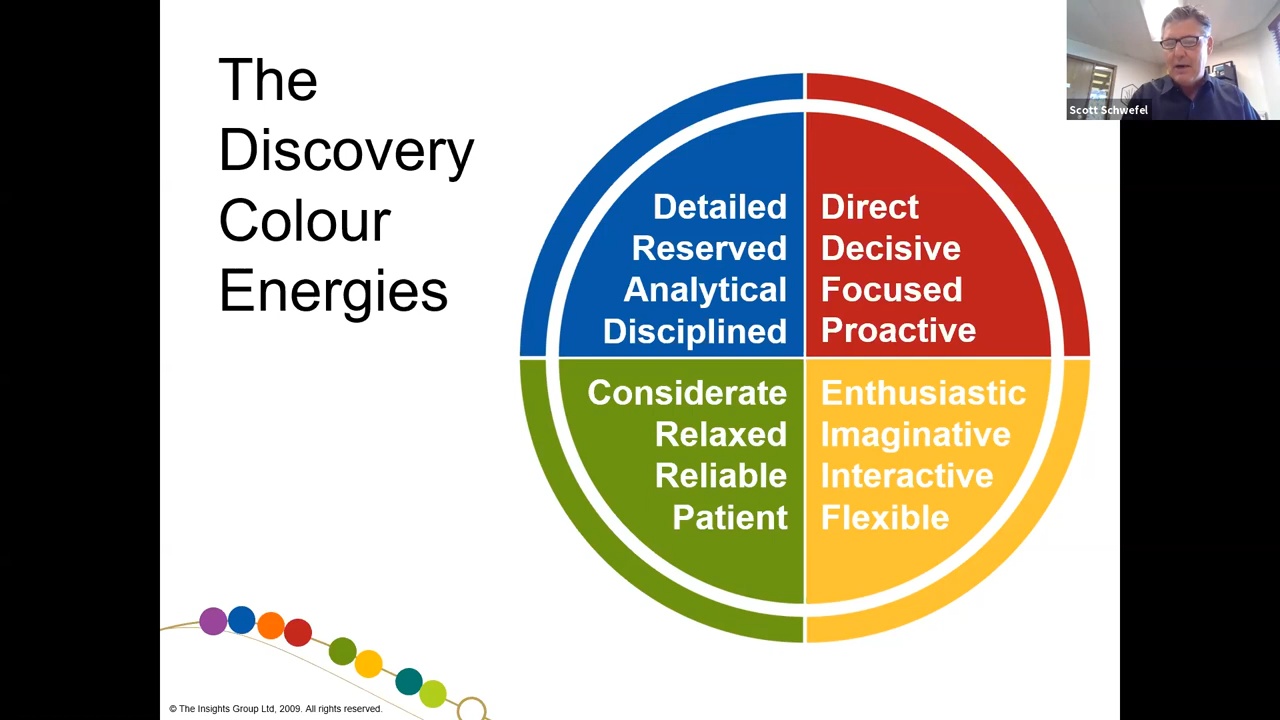 The
Discovery
Colour
Energies
Detailed
Reserved
Analytical
Disciplined
Direct
Decisive
Focused
Proactive
Considerate
Relaxed
Reliable
Patient
Enthusiastic
Imaginative
Interactive
Flexible
Scott Schwefel
© The Insights Group Ltd, 2009. All rights reserved.